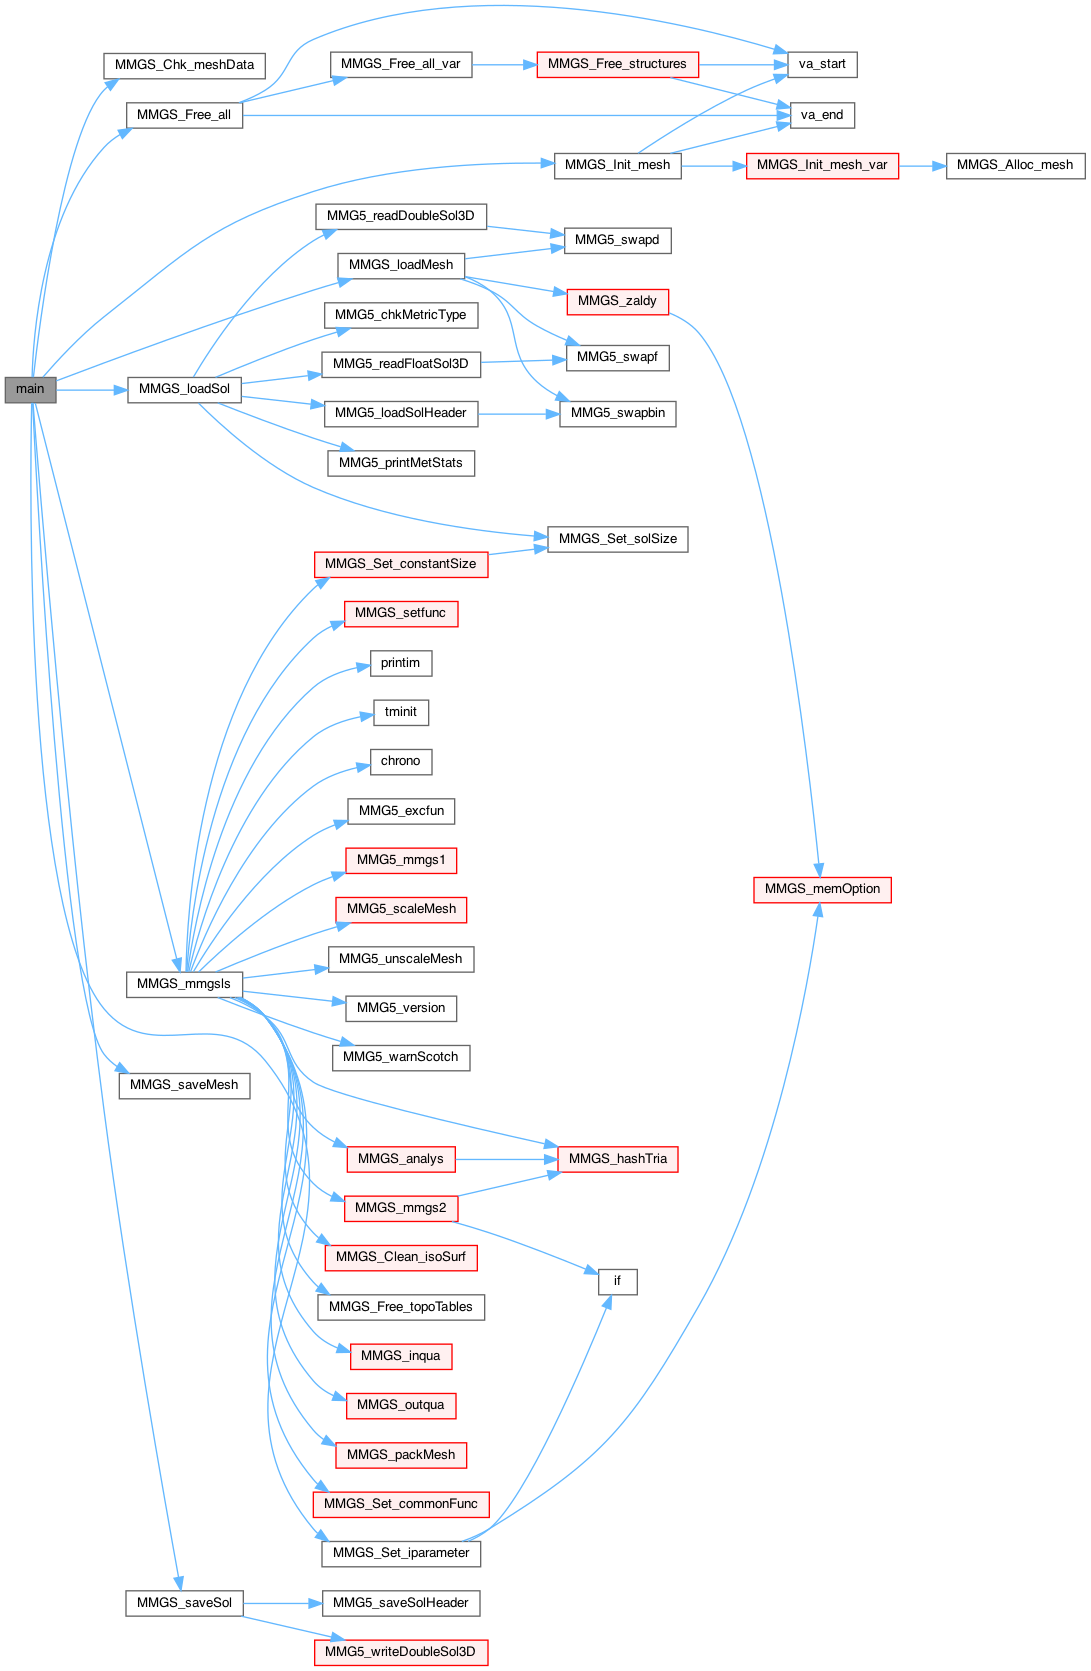 MMGS_Chk_meshData
MMGS_Free_all_var
MMGS_Free_structures
va_start
MMGS_Free_all
va_end
MMGS_Init_mesh
MMGS_Init_mesh_var
MMGS_Alloc_mesh
MMG5_readDoubleSol3D
MMG5_swapd
MMGS_loadMesh
MMGS_zaldy
MMG5_chkMetricType
MMG5_swapf
MMG5_readFloatSol3D
main
MMGS_loadSol
MMG5_loadSolHeader
MMG5_swapbin
MMG5_printMetStats
MMGS_Set_solSize
MMGS_Set_constantSize
MMGS_setfunc
printim
tminit
chrono
MMG5_excfun
MMG5_mmgs1
MMGS_memOption
MMG5_scaleMesh
MMG5_unscaleMesh
MMGS_mmgsls
MMG5_version
MMG5_warnScotch
MMGS_saveMesh
MMGS_analys
MMGS_hashTria
MMGS_mmgs2
MMGS_Clean_isoSurf
if
MMGS_Free_topoTables
MMGS_inqua
MMGS_outqua
MMGS_packMesh
MMGS_Set_commonFunc
MMGS_Set_iparameter
MMGS_saveSol
MMG5_saveSolHeader
MMG5_writeDoubleSol3D